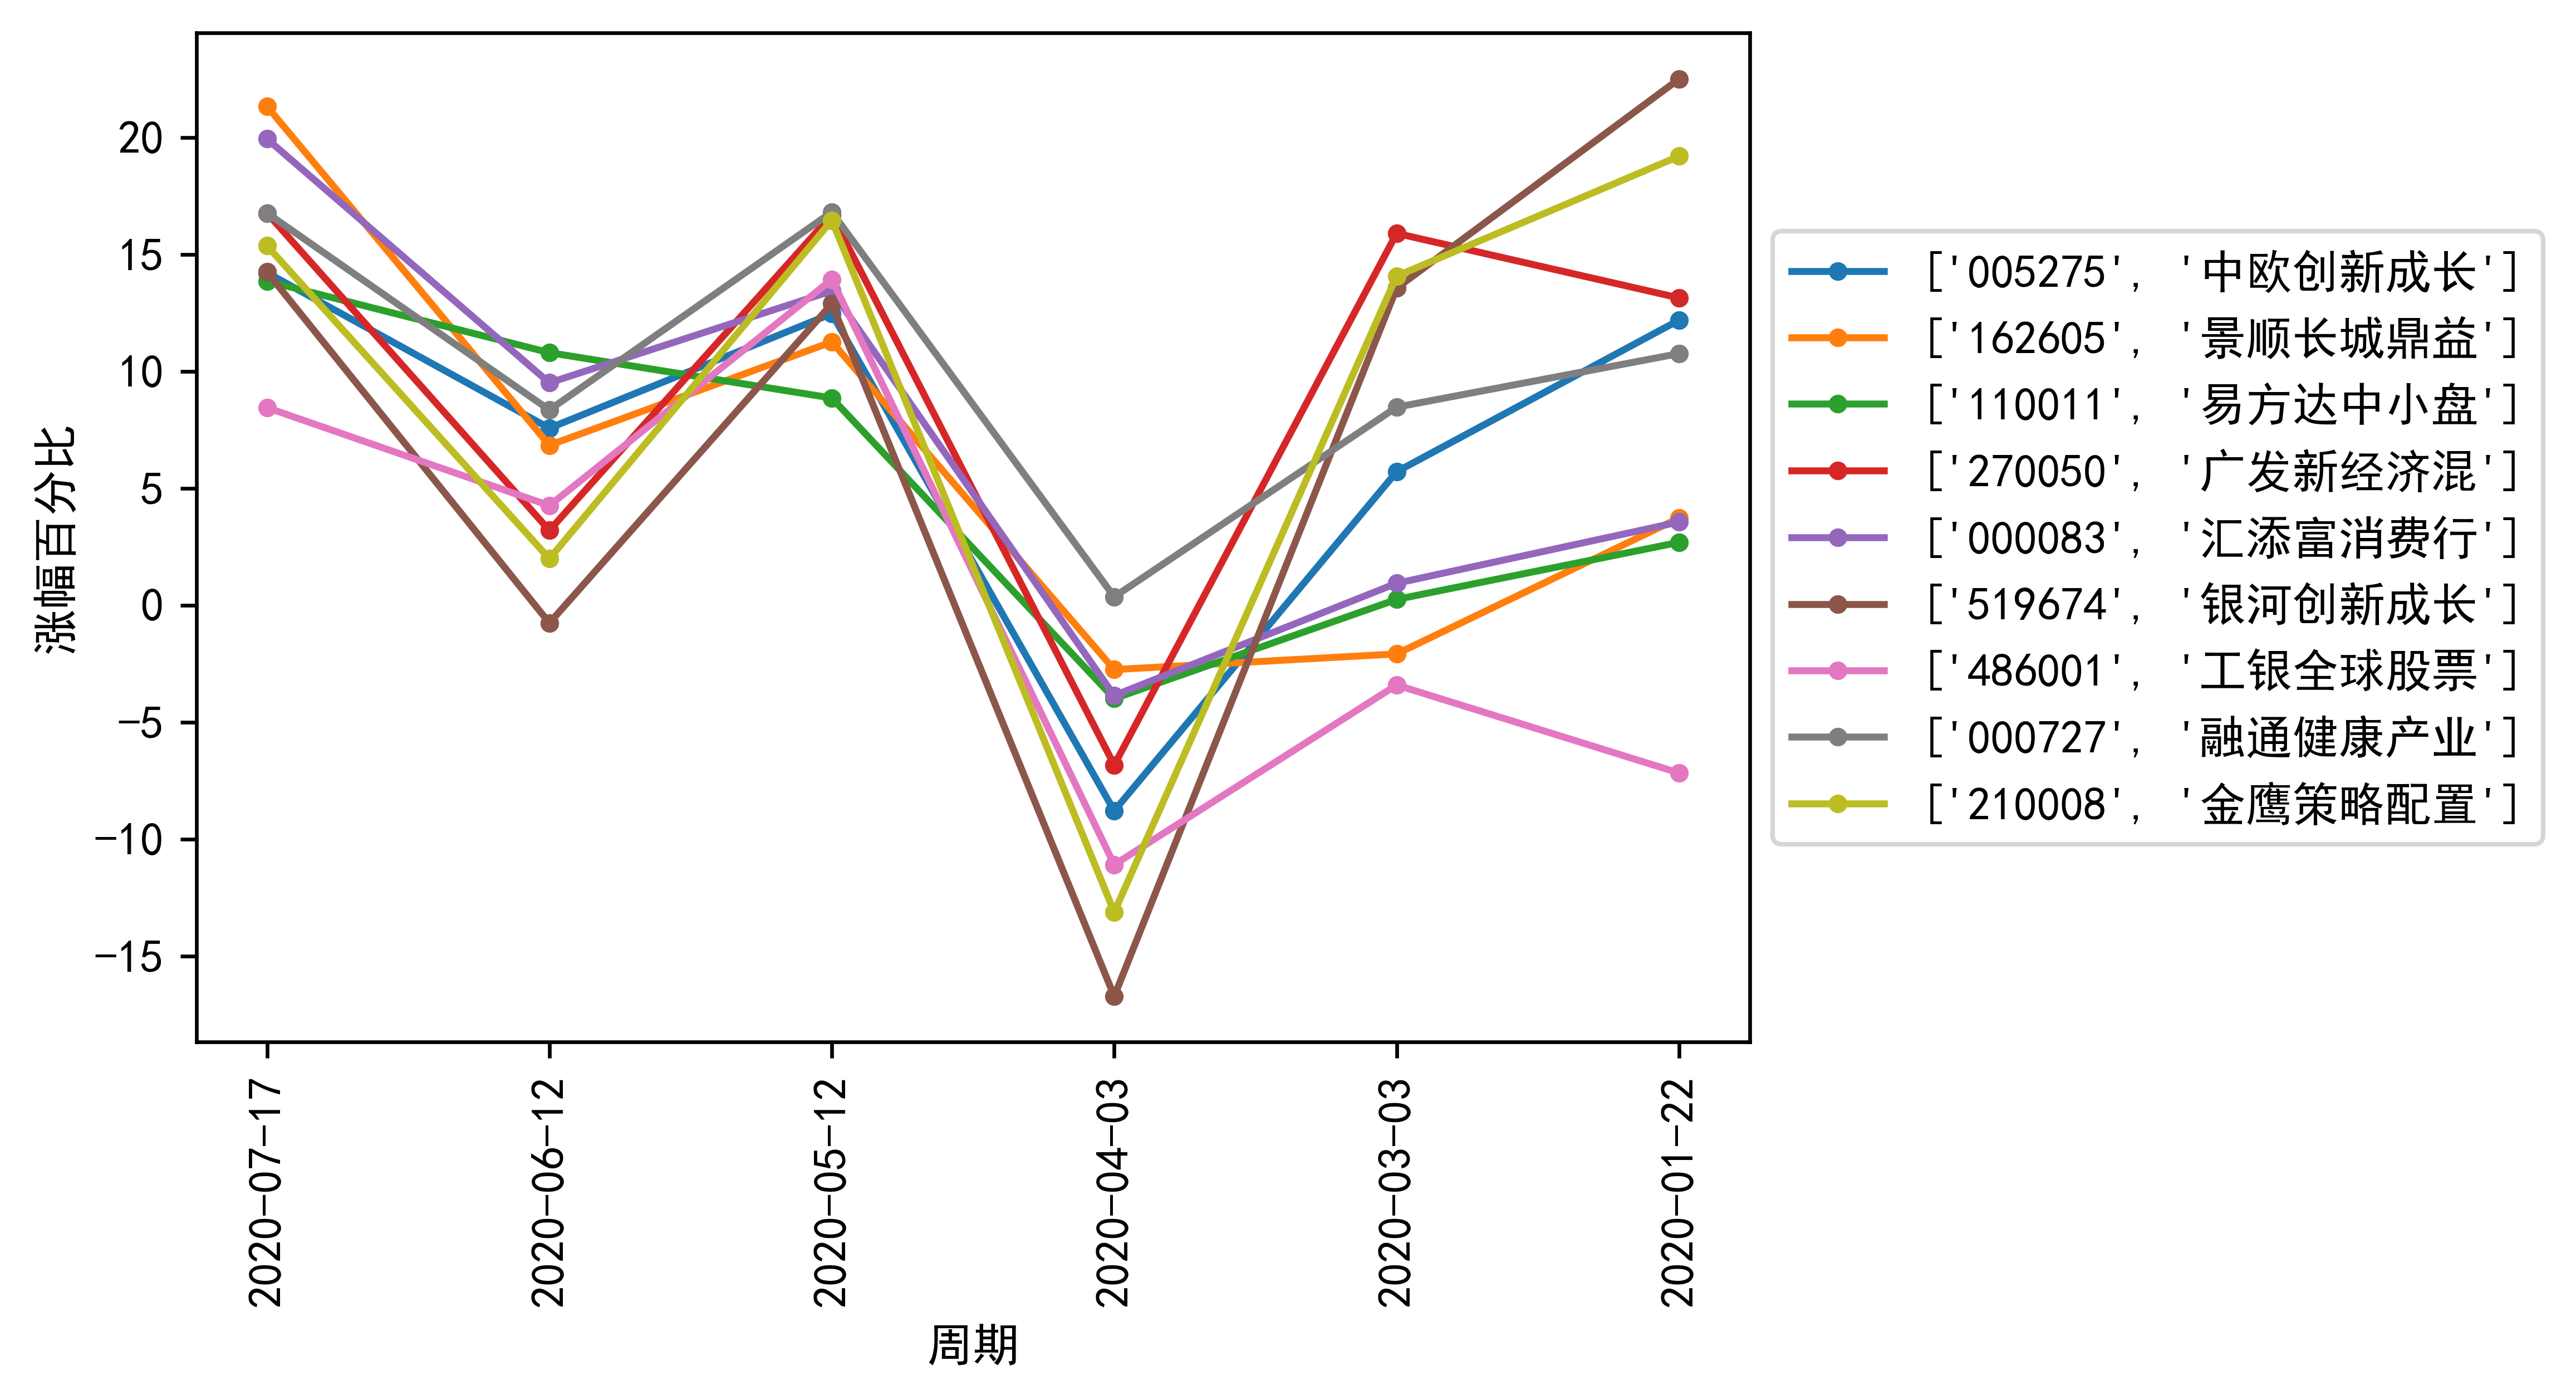 涨幅百分比
20
15
10
5
0
−5
−10
−15
2020-07-17
2020-06-12
2020-05-12
2020-04-03
2020-03-03
2020-01-22
周期
['005275', '中欧创新成长']
['162605', '景顺长城鼎益']
['110011', '易方达中小盘']
['270050', '广发新经济混']
['000083', '汇添富消费行']
['519674', '银河创新成长']
['486001', '工银全球股票']
['000727', '融通健康产业']
['210008', '金鹰策略配置']